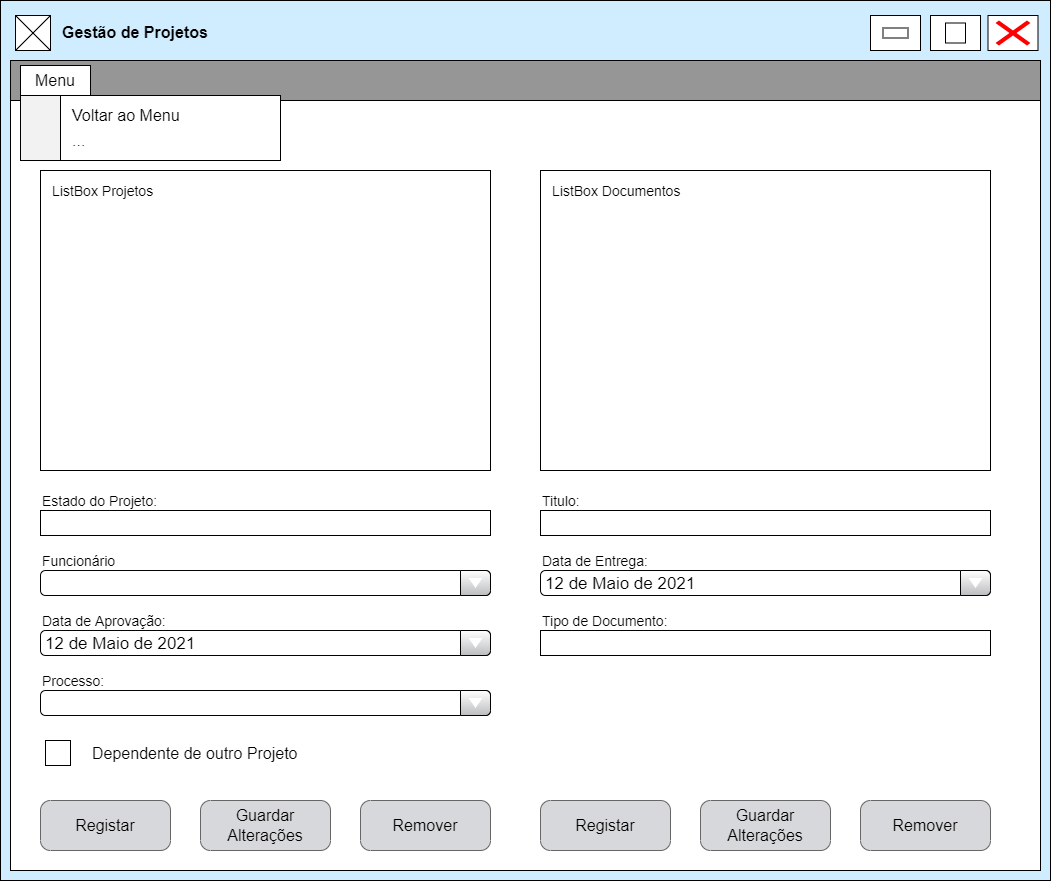 Gestão de Projetos
Menu
Voltar ao Menu
...
ListBox Projetos
ListBox Documentos
Estado do Projeto:
Titulo:
Funcionário
Data de Entrega:
12 de Maio de 2021
Data de Aprovação:
Tipo de Documento:
12 de Maio de 2021
Processo:
Dependente de outro Projeto
Registar
Guardar
Alterações
Remover
Registar
Guardar
Alterações
Remover